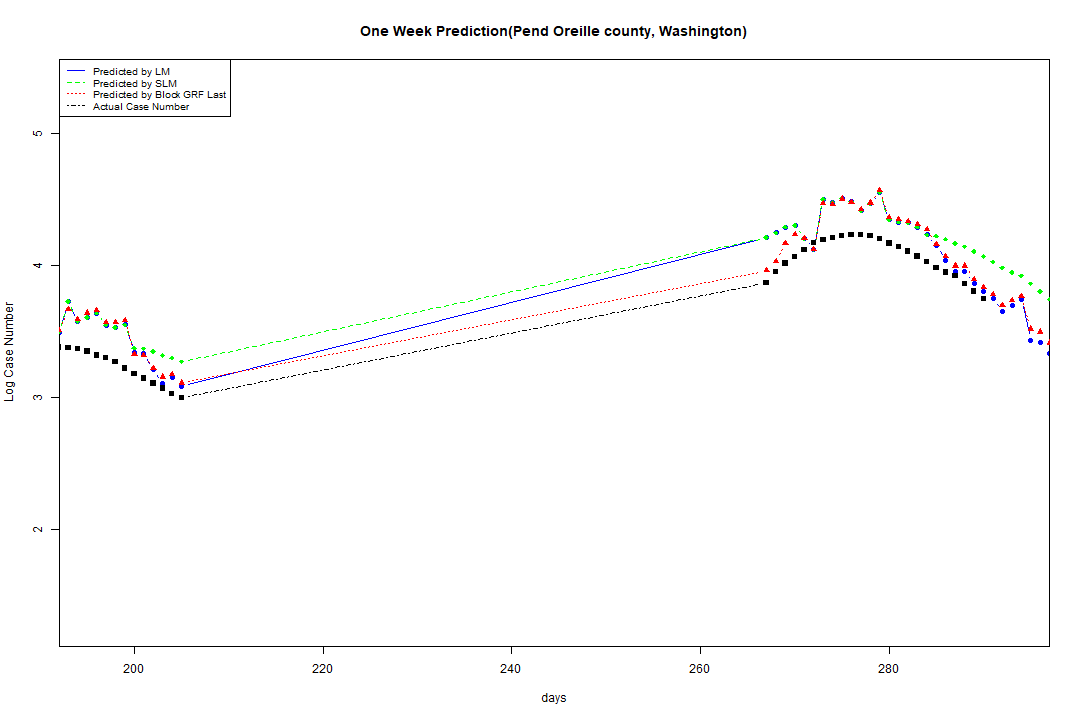 One Week Prediction(Pend Oreille county, Washington)
Predicted by LM
Predicted by SLM
Predicted by Block GRF Last
Actual Case Number
5
4
3
2
Log Case Number
200 220 240 260 280
days